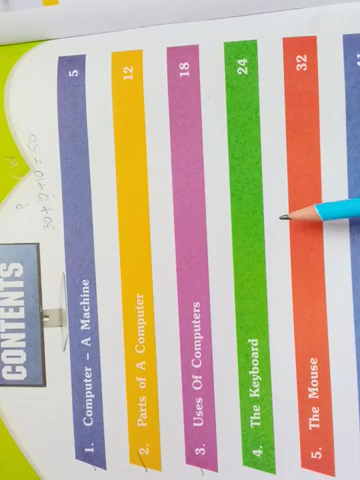 CONTENTS
30+10+10=50
1. Computer – A Machine 5
2. Parts of A Computer 12
3. Uses Of Computers 18
4. The Keyboard 24
5. The Mouse 32